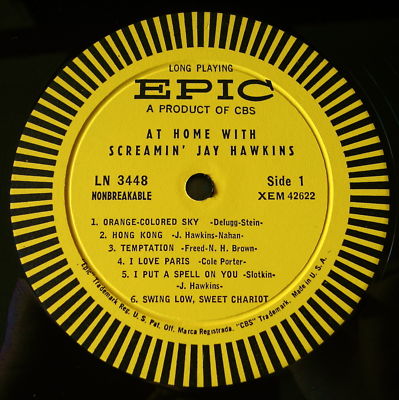 LONG PLAYING
EPIC
A PRODUCT OF CBS
AT HOME WITH
SCREAMIN' JAY HAWKINS
LN 3448 Side 1
NONBREAKABLE XEM 42622
1. ORANGE-COLORED SKY -Delugg-Stein-
2. HONG KONG -J. Hawkins-Nahan-
3. TEMPTATION -Freed-N. H. Brown-
4. I LOVE PARIS -Cole Porter-
5. I PUT A SPELL ON YOU -Slotkin-
-J. Hawkins-
6. SWING LOW, SWEET CHARIOT
"Epic" Trademark Reg. U. S. Pat. Off. Marca Registrada. "CBS" Trademark. Made in U. S. A.